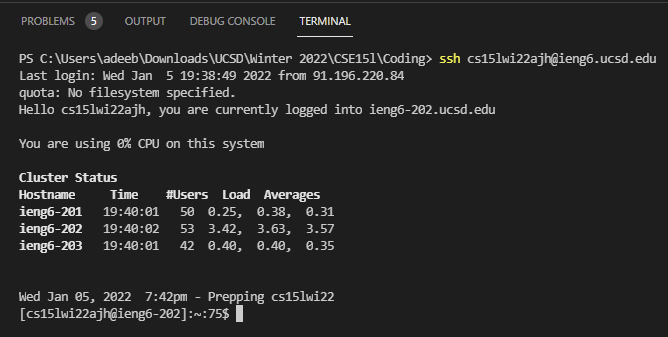 PROBLEMS 5 OUTPUT DEBUG CONSOLE TERMINAL
PS C:\Users\adeeb\Downloads\UCSD\Winter 2022\CSE15l\Coding> ssh cs15lwi22ajh@ieng6.ucsd.edu
Last login: Wed Jan  5 19:38:49 2022 from 91.196.220.84
quota: No filesystem specified.
Hello cs15lwi22ajh, you are currently logged into ieng6-202.ucsd.edu
You are using 0% CPU on this system
Cluster Status
Hostname     Time    #Users  Load  Averages
ieng6-201   19:40:01   50  0.25,  0.38,  0.31
ieng6-202   19:40:02   53  3.42,  3.63,  3.57
ieng6-203   19:40:01   42  0.40,  0.40,  0.35
Wed Jan 05, 2022  7:42pm - Prepping cs15lwi22
[cs15lwi22ajh@ieng6-202]:~:75$